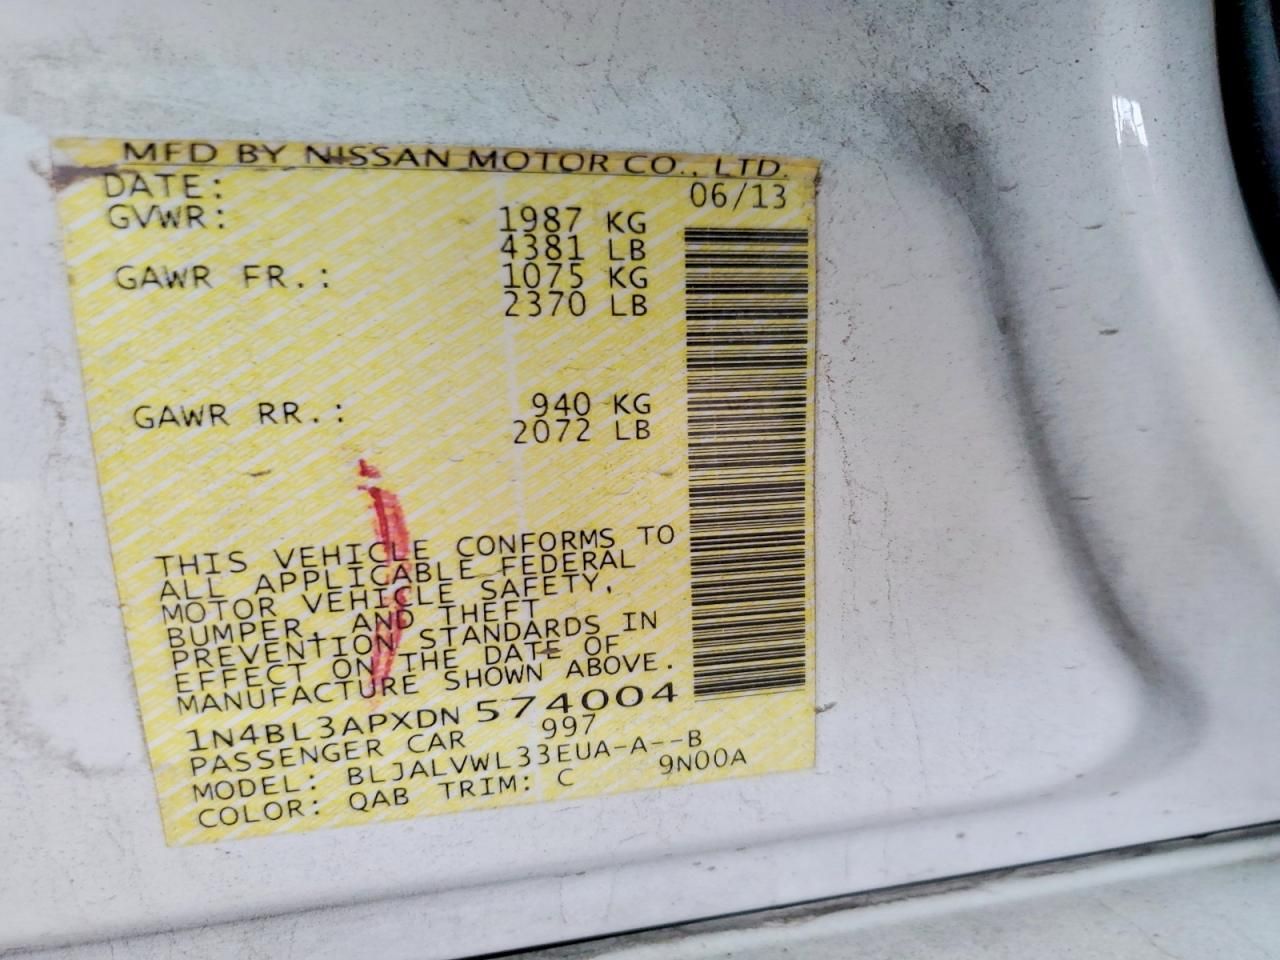 MFD BY NISSAN MOTOR CO., LTD.
DATE: 06/13
GVWR: 1987 KG
4381 LB
GAWR FR.: 1075 KG
2370 LB
GAWR RR.: 940 KG
2072 LB
THIS VEHICLE CONFORMS TO
ALL APPLICABLE FEDERAL
MOTOR VEHICLE SAFETY,
BUMPER, AND THEFT
PREVENTION STANDARDS IN
EFFECT ON THE DATE OF
MANUFACTURE SHOWN ABOVE.
1N4BL3APXDN 574004
PASSENGER CAR 997
MODEL: BLJALVWL33EUA-A--B
COLOR: QAB TRIM: C 9N00A